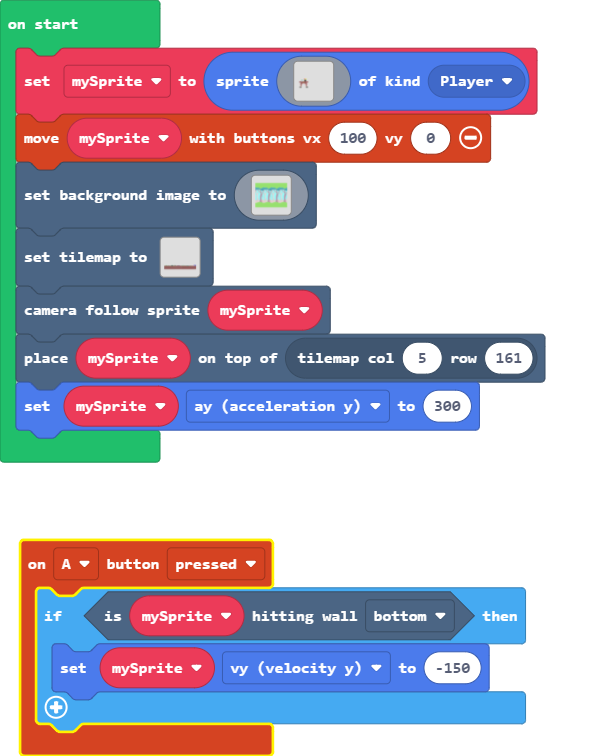 on start
set mySprite to sprite of kind Player
move mySprite with buttons vx 100 vy 0
set background image to
set tilemap to
camera follow sprite mySprite
place mySprite on top of tilemap col 5 row 161
set mySprite ay (acceleration y) to 300
on A button pressed
if is mySprite hitting wall bottom then
set mySprite vy (velocity y) to -150